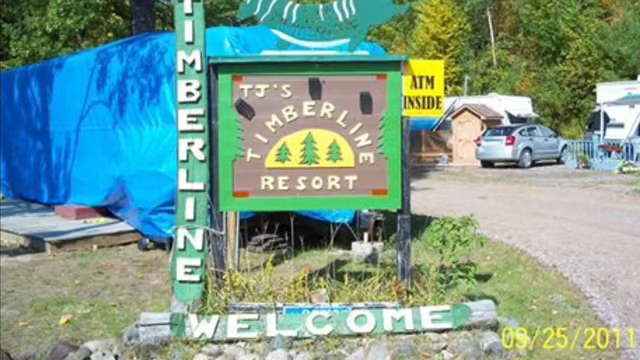 TIMBERLINE
TJ'S
TIMBERLINE
RESORT
ATM
INSIDE
WELCOME
09/25/2011